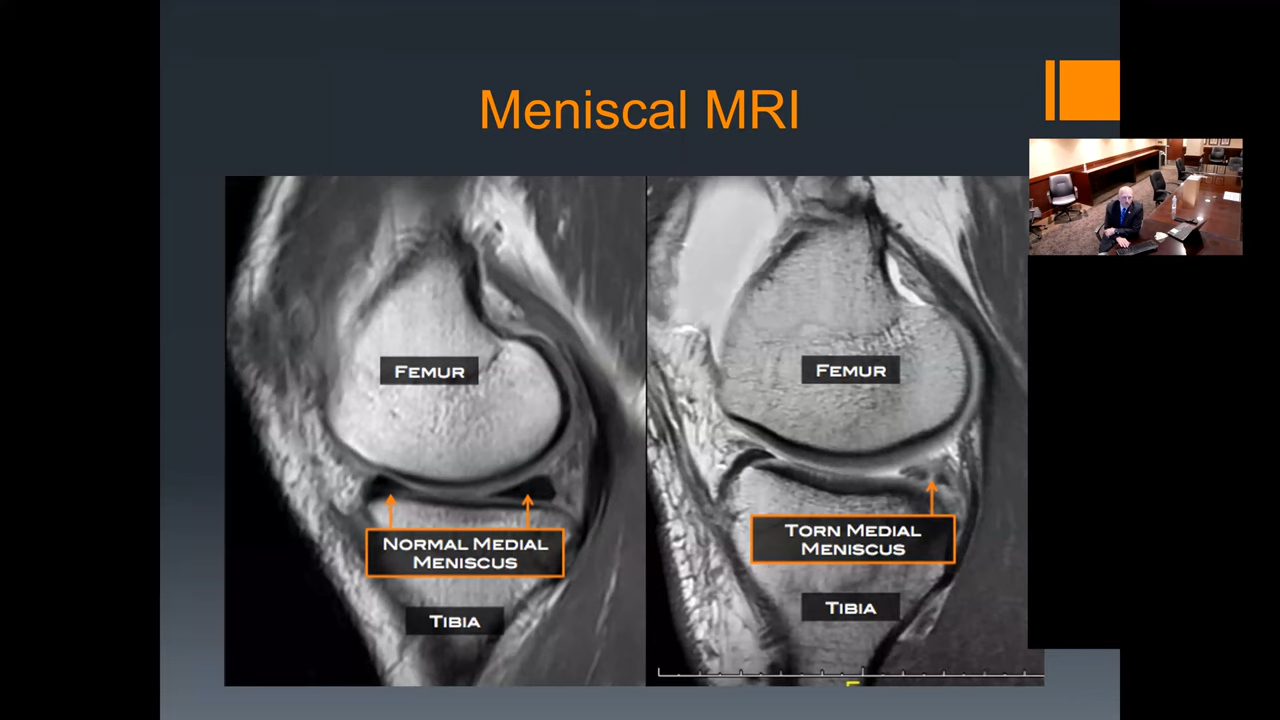 Meniscal MRI
FEMUR
NORMAL MEDIAL
MENISCUS
TIBIA
FEMUR
TORN MEDIAL
MENISCUS
TIBIA